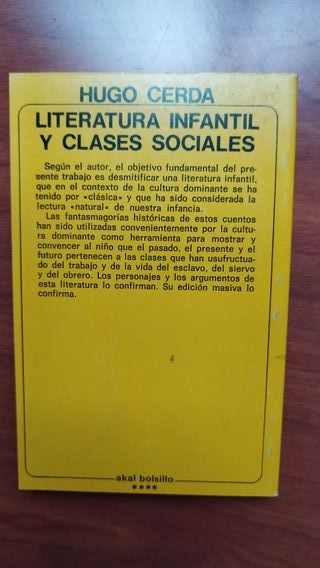 HUGO CERDA
LITERATURA INFANTIL
Y CLASES SOCIALES
Según el autor, el objetivo fundamental del pre-
sente trabajo es desmitificar una literatura infantil,
que en el contexto de la cultura dominante se ha
tenido por «clásica» y que ha sido considerada la
lectura «natural» de nuestra infancia.
Las fantasmagorías históricas de estos cuentos
han sido utilizadas convenientemente por la cultu-
ra dominante como herramienta para mostrar y
convencer al niño que el pasado, el presente y el
futuro pertenecen a las clases que han usufructua-
do del trabajo y de la vida del esclavo, del siervo
y del obrero. Los personajes y los argumentos de
esta literatura lo confirman. Su edición masiva lo
confirma.
akal bolsillo
****